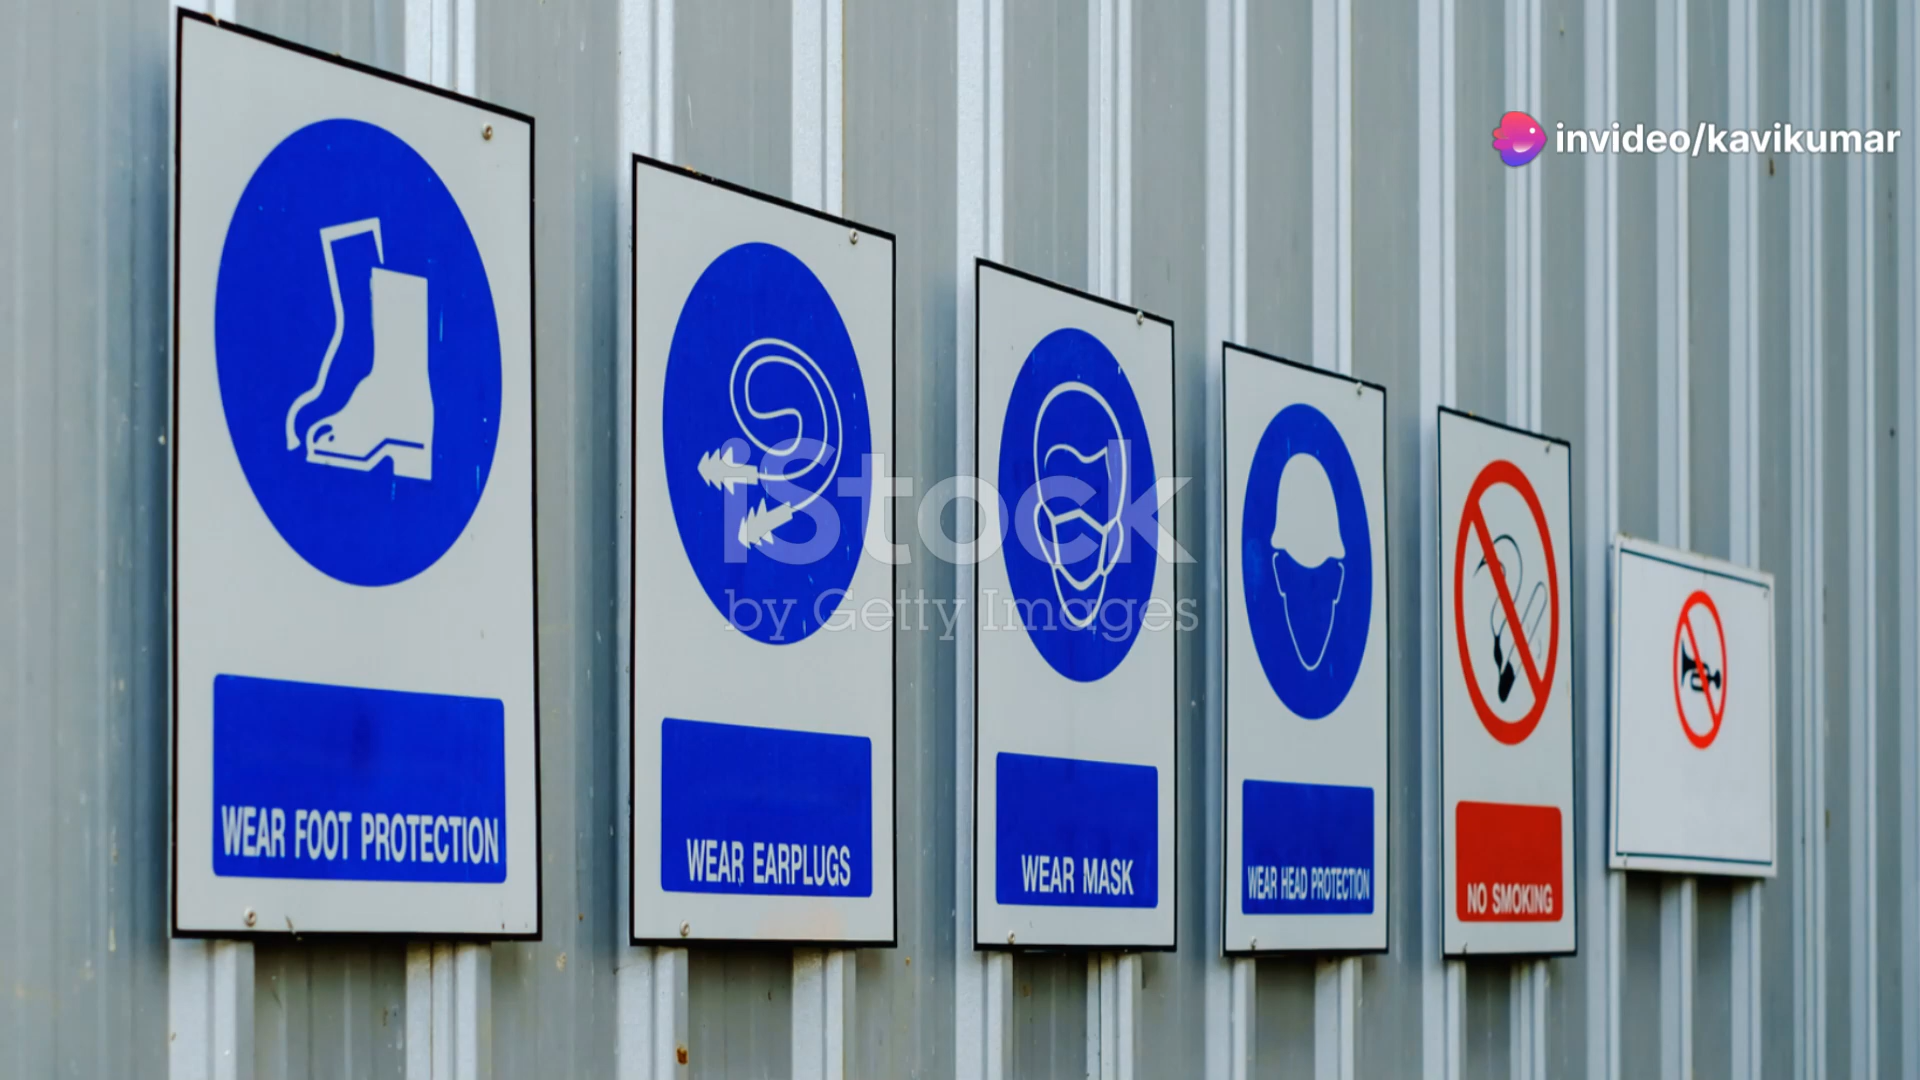 invideo/kavikumar
WEAR FOOT PROTECTION
WEAR EARPLUGS
WEAR MASK
WEAR HEAD PROTECTION
NO SMOKING
iStock
by Getty Images